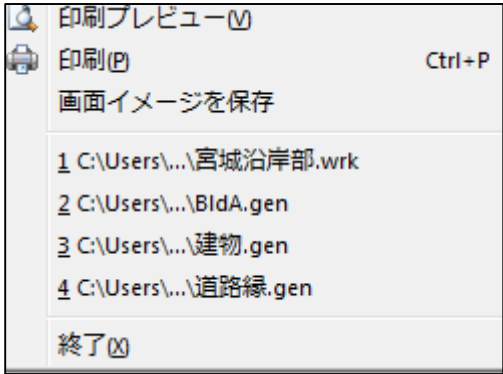 印刷プレビュー(V)
印刷(P) Ctrl+P
画面イメージを保存
1 C:\Users\...\宮城沿岸部.wrk
2 C:\Users\...\BldA.gen
3 C:\Users\...\建物.gen
4 C:\Users\...\道路縁.gen
終了(X)